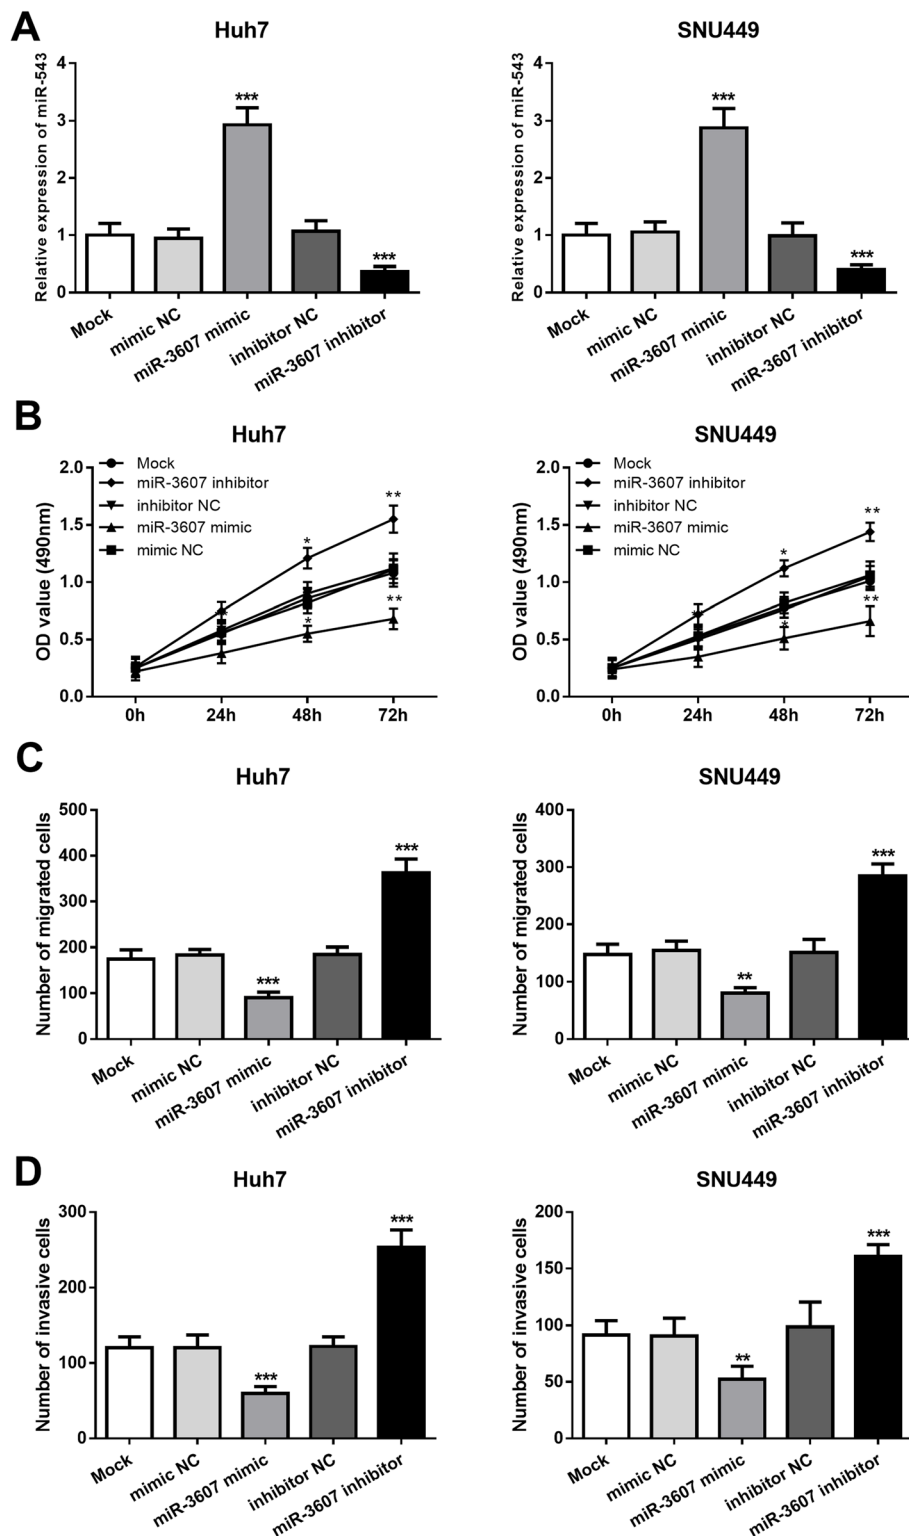 A
Huh7
Relative expression of miR-543
4
3
2
1
0
***
***
Mock
mimic NC
miR-3607 mimic
inhibitor NC
miR-3607 inhibitor
SNU449
Relative expression of miR-543
4
3
2
1
0
***
***
Mock
mimic NC
miR-3607 mimic
inhibitor NC
miR-3607 inhibitor
B
Huh7
OD value (490nm)
2.0
1.5
1.0
0.5
0.0
Mock
miR-3607 inhibitor
inhibitor NC
miR-3607 mimic
mimic NC
*
**
*
**
0h
24h
48h
72h
SNU449
OD value (490nm)
2.0
1.5
1.0
0.5
0.0
Mock
miR-3607 inhibitor
inhibitor NC
miR-3607 mimic
mimic NC
*
**
*
**
0h
24h
48h
72h
C
Huh7
Number of migrated cells
500
400
300
200
100
0
***
***
Mock
mimic NC
miR-3607 mimic
inhibitor NC
miR-3607 inhibitor
SNU449
Number of migrated cells
400
300
200
100
0
**
***
Mock
mimic NC
miR-3607 mimic
inhibitor NC
miR-3607 inhibitor
D
Huh7
Number of invasive cells
300
200
100
0
***
***
Mock
mimic NC
miR-3607 mimic
inhibitor NC
miR-3607 inhibitor
SNU449
Number of invasive cells
200
150
100
50
0
**
***
Mock
mimic NC
miR-3607 mimic
inhibitor NC
miR-3607 inhibitor